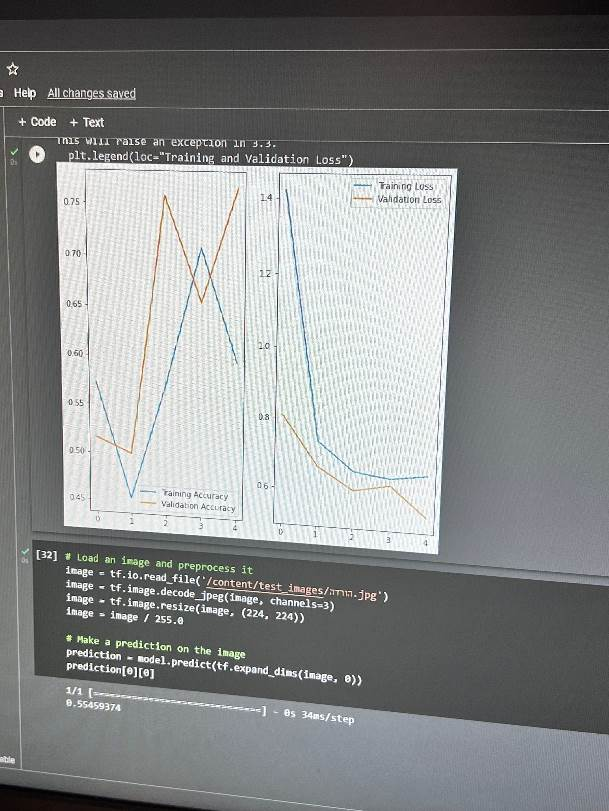 Help All changes saved
+ Code + Text
This will raise an exception in 3.3.
plt.legend(loc="Training and Validation Loss")
0.75
0.70
0.65
0.60
0.55
0.50
0.45
0 1 2 3 4
Training Accuracy
Validation Accuracy
1.4
1.2
1.0
0.8
0.6
0 1 2 3 4
Training Loss
Validation Loss
[32] # Load an image and preprocess it
image = tf.io.read_file('/content/test_images/.jpg')
image = tf.image.decode_jpeg(image, channels=3)
image = tf.image.resize(image, (224, 224))
image = image / 255.0
# Make a prediction on the image
prediction = model.predict(tf.expand_dims(image, 0))
prediction[0][0]
1/1 [==============================] - 0s 34ms/step
0.55459374